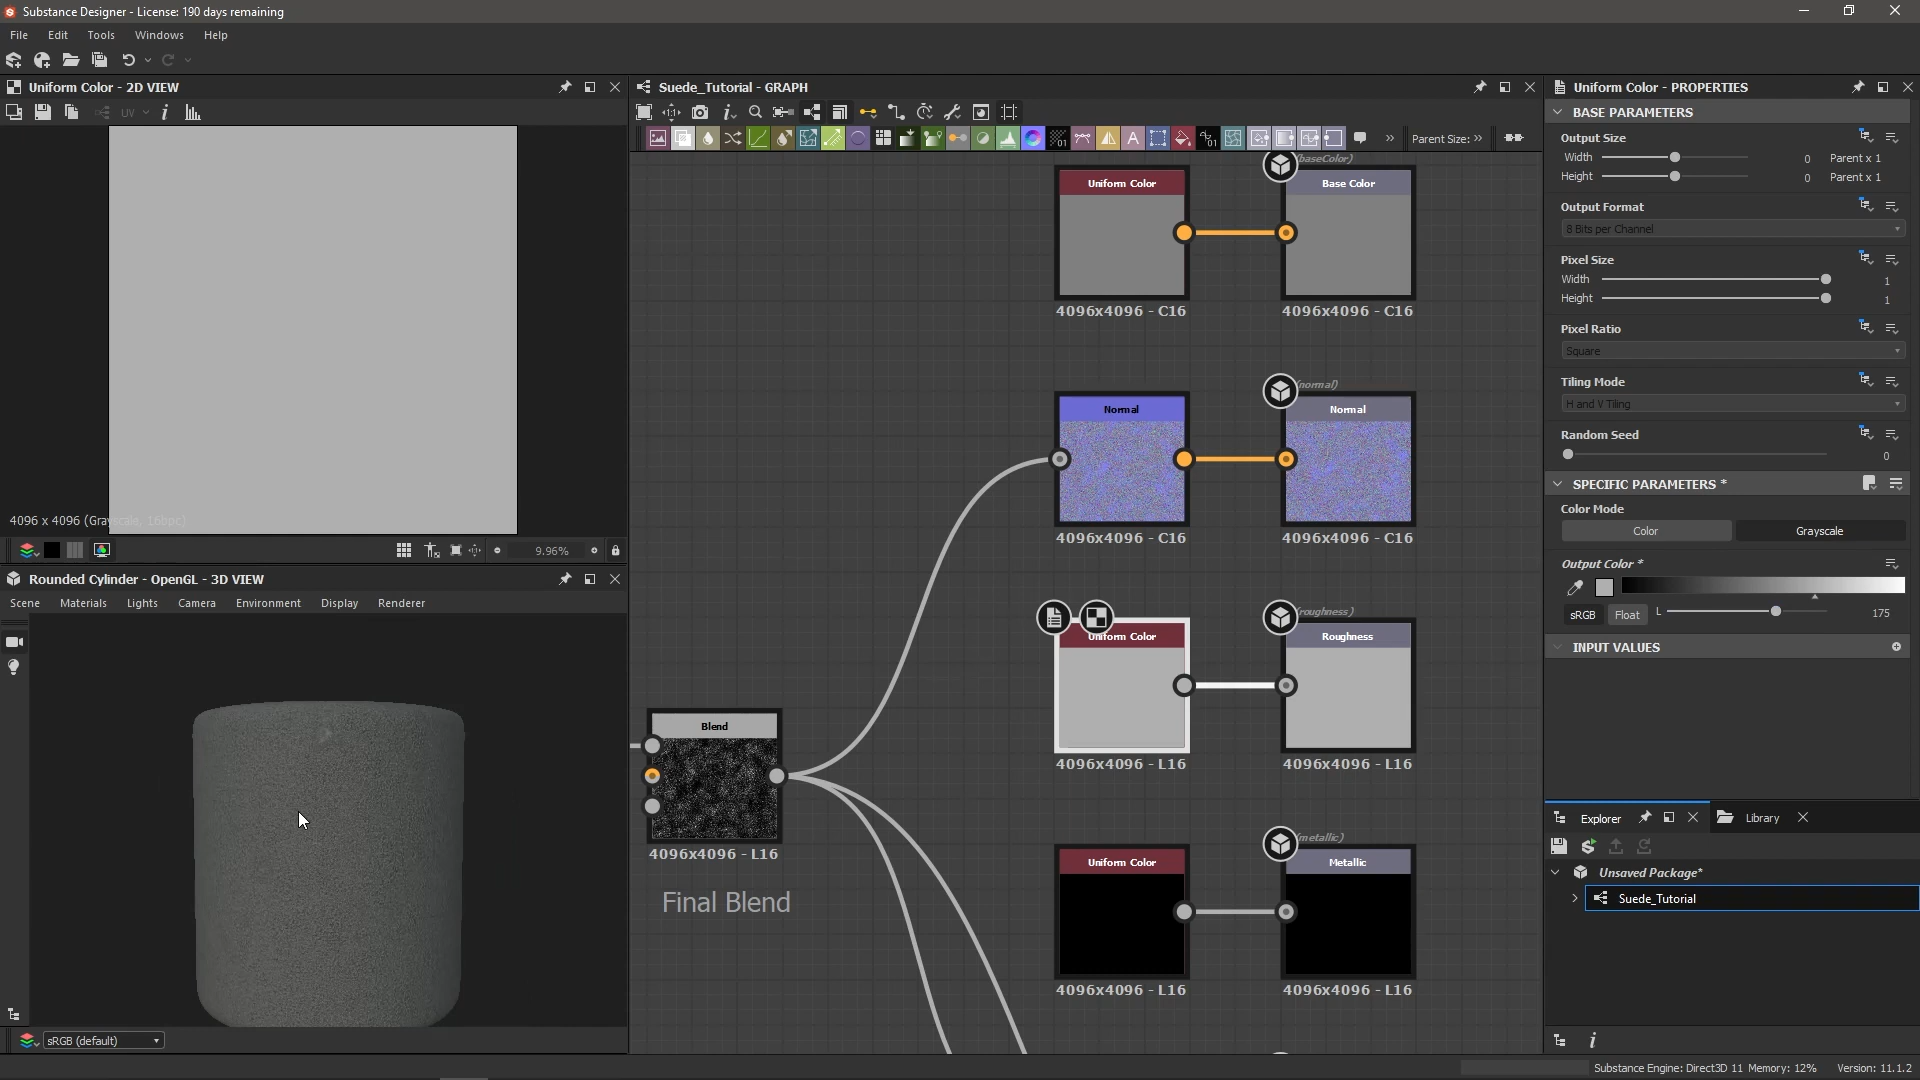 Substance Designer - License: 190 days remaining
File Edit Tools Windows Help
Uniform Color - 2D VIEW
UV
4096 x 4096 (Grayscale, 16bpc)
9.96%
Rounded Cylinder - OpenGL - 3D VIEW
Scene Materials Lights Camera Environment Display Renderer
sRGB (default)
Suede_Tutorial - GRAPH
Parent Size: »
(baseColor)
Uniform Color
Base Color
4096x4096 - C16
4096x4096 - C16
(normal)
Normal
Normal
4096x4096 - C16
4096x4096 - C16
(roughness)
Uniform Color
Roughness
4096x4096 - L16
4096x4096 - L16
Blend
4096x4096 - L16
Final Blend
(metallic)
Uniform Color
Metallic
4096x4096 - L16
4096x4096 - L16
Uniform Color - PROPERTIES
BASE PARAMETERS
Output Size
Width 0 Parent x 1
Height 0 Parent x 1
Output Format
8 Bits per Channel
Pixel Size
Width 1
Height 1
Pixel Ratio
Square
Tiling Mode
H and V Tiling
Random Seed
0
SPECIFIC PARAMETERS *
Color Mode
Color Grayscale
Output Color *
sRGB Float L 175
INPUT VALUES
Explorer Library
Unsaved Package*
Suede_Tutorial
Substance Engine: Direct3D 11 Memory: 12% Version: 11.1.2